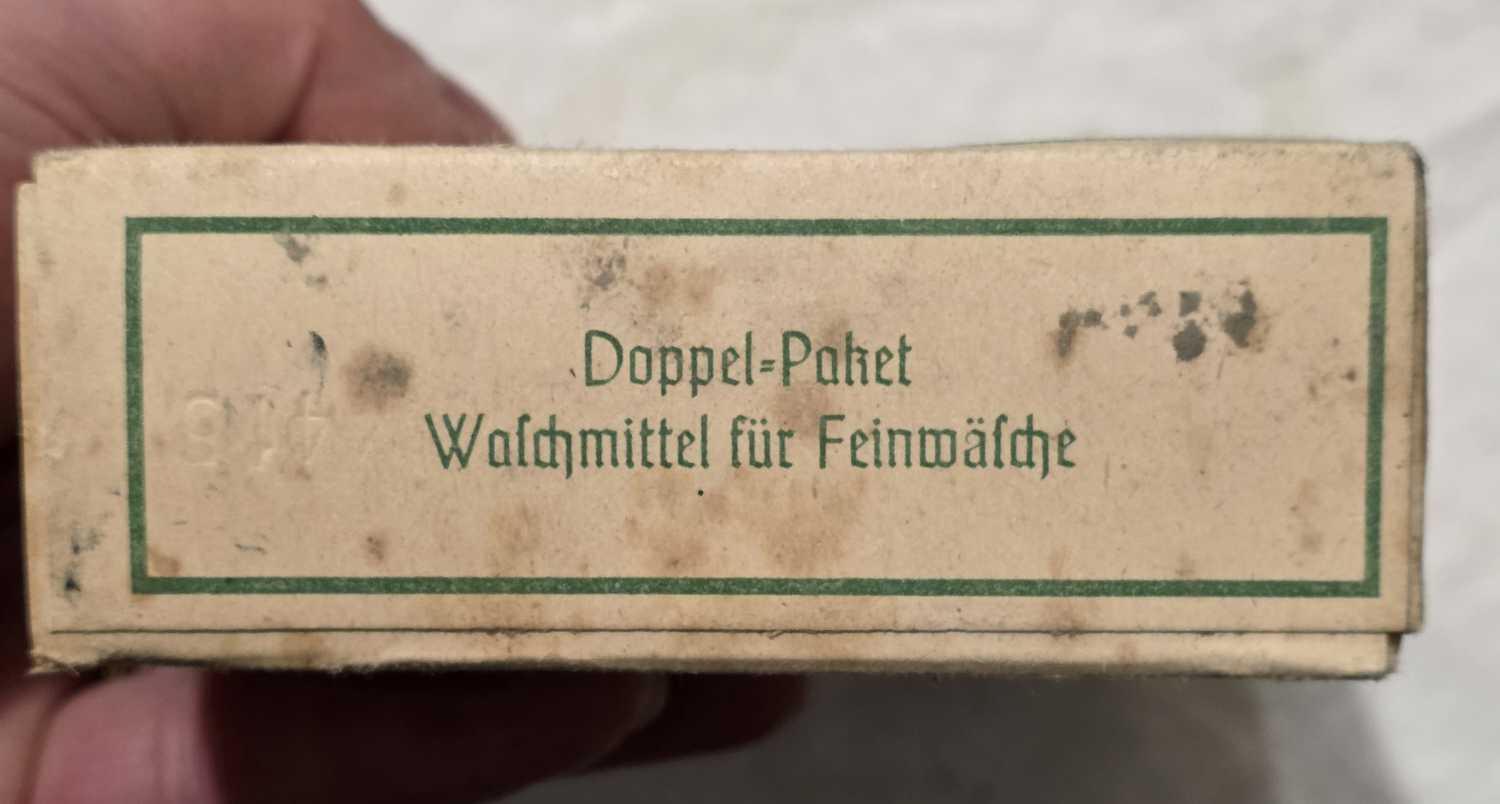 Doppel=Paket
Waſchmittel für Feinwäſche